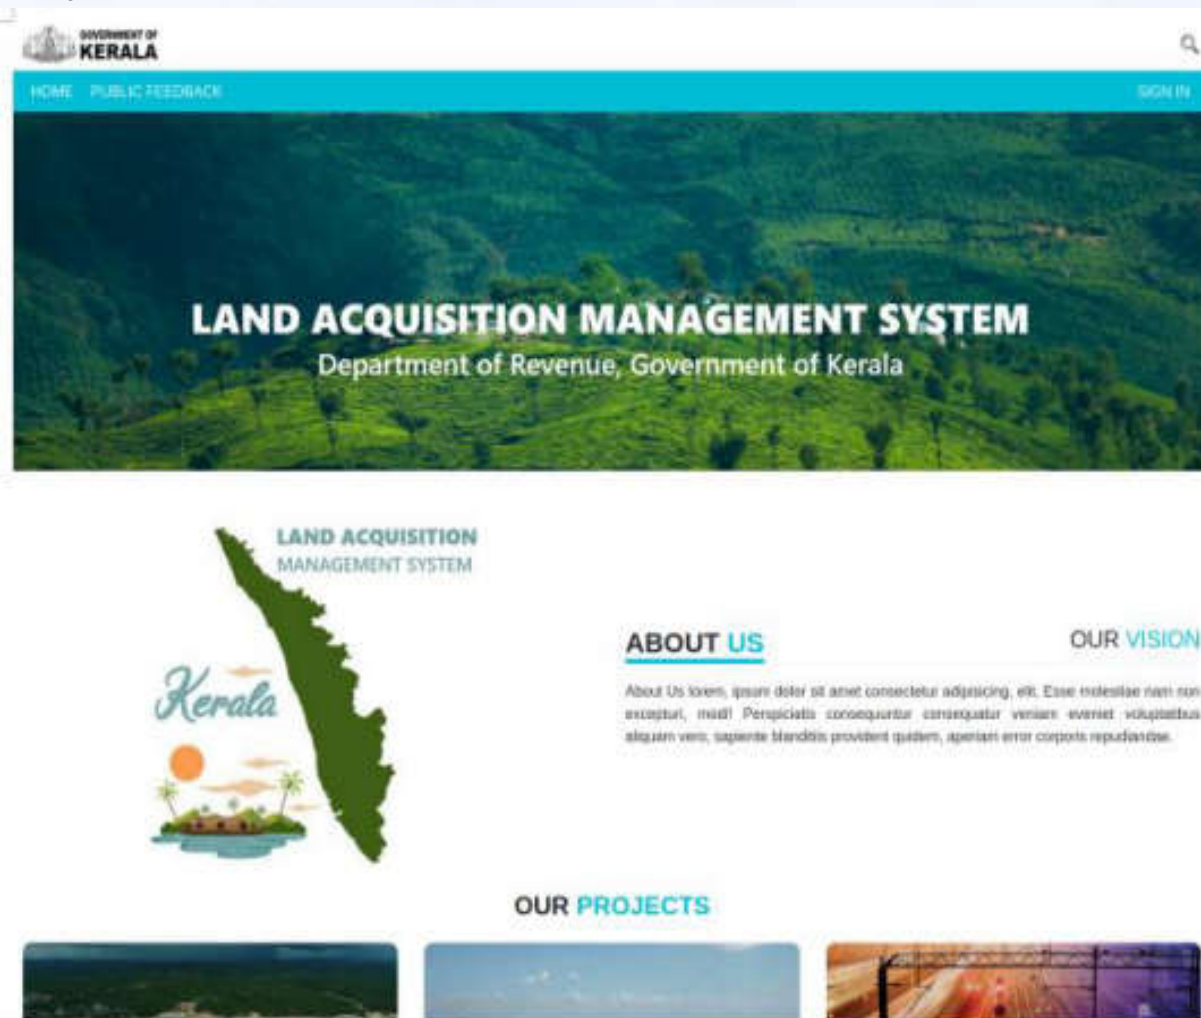 GOVERNMENT OF
KERALA
HOME PUBLIC FEEDBACK SIGN IN
LAND ACQUISITION MANAGEMENT SYSTEM
Department of Revenue, Government of Kerala
LAND ACQUISITION
MANAGEMENT SYSTEM
Kerala
ABOUT US OUR VISION
About Us lorem, ipsum dolor sit amet consectetur adipisicing, elit. Esse molestiae nam non
excepturi, modi! Perspiciatis consequuntur consequatur veniam eveniet voluptatibus
aliquam vero, sapiente blanditiis provident quidem, aperiam error corporis repudiandae.
OUR PROJECTS